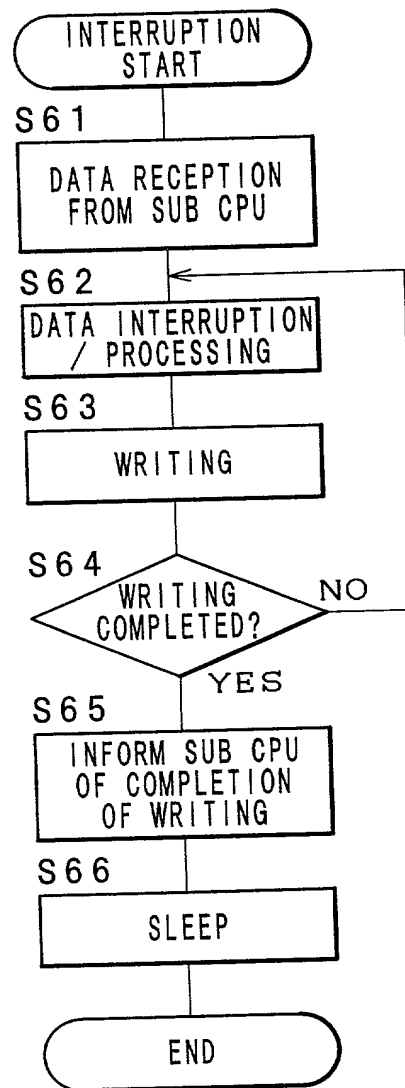 INTERRUPTION
START
S61
DATA RECEPTION
FROM SUB CPU
S62
DATA INTERRUPTION
/ PROCESSING
S63
WRITING
S64
WRITING
COMPLETED?
NO
YES
S65
INFORM SUB CPU
OF COMPLETION
OF WRITING
S66
SLEEP
END